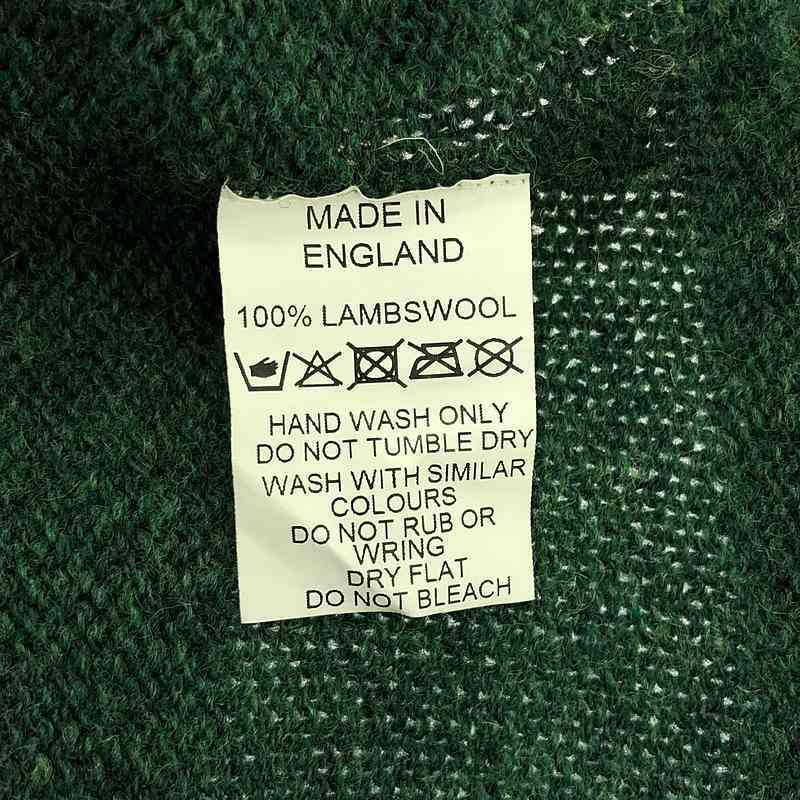 MADE IN
ENGLAND
100% LAMBSWOOL
HAND WASH ONLY
DO NOT TUMBLE DRY
WASH WITH SIMILAR
COLOURS
DO NOT RUB OR
WRING
DRY FLAT
DO NOT BLEACH